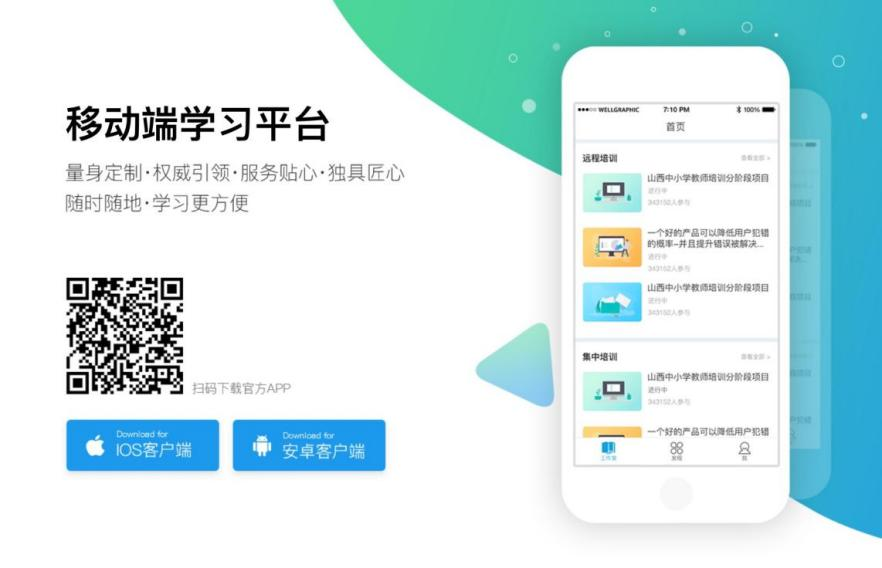 移动端学习平台
量身定制·权威引领·服务贴心·独具匠心
随时随地·学习更方便
扫码下载官方APP
Download for
IOS客户端
Download for
安卓客户端
WELLGRAPHIC 7:10 PM 100%
首页
远程培训 查看全部 >
山西中小学教师培训分阶段项目
进行中
343152人参与
一个好的产品可以降低用户犯错
的概率–并且提升错误被解决...
进行中
343152人参与
山西中小学教师培训分阶段项目
进行中
343152人参与
集中培训 查看全部 >
山西中小学教师培训分阶段项目
进行中
343152人参与
一个好的产品可以降低用户犯错
工作室 发现 我